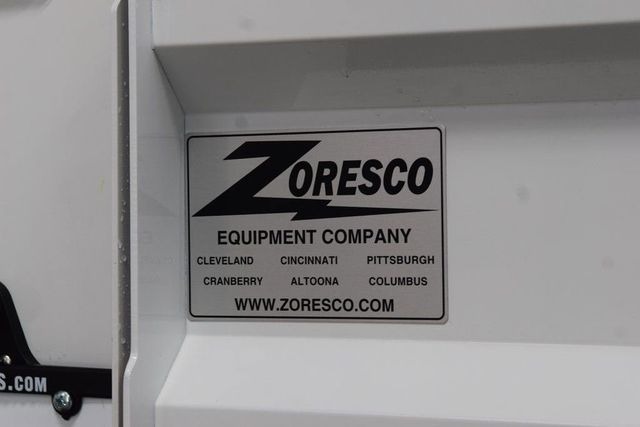 ZORESCO
EQUIPMENT COMPANY
CLEVELAND CINCINNATI PITTSBURGH
CRANBERRY ALTOONA COLUMBUS
WWW.ZORESCO.COM
S.COM